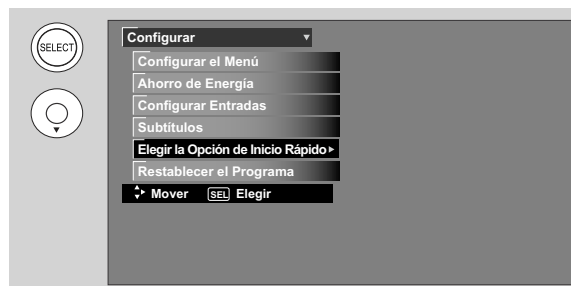 SELECT
Configurar
Configurar el Menú
Ahorro de Energía
Configurar Entradas
Subtítulos
Elegir la Opción de Inicio Rápido
Restablecer el Programa
Mover SEL Elegir